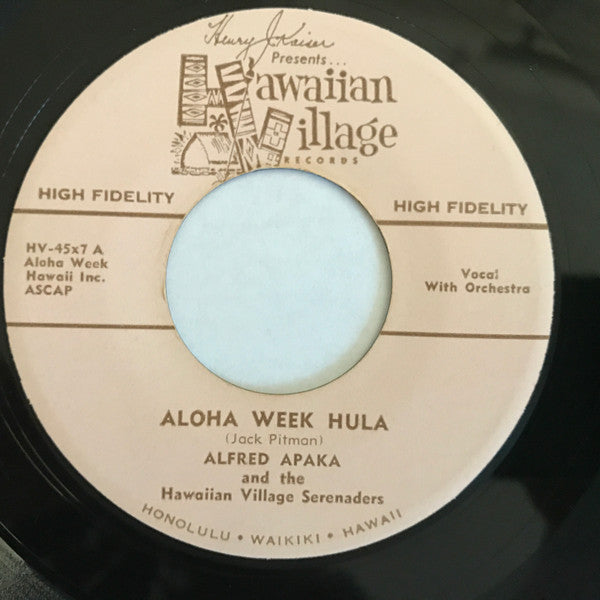 Henry J. Kaiser
Presents...
Hawaiian
Village
RECORDS
HIGH FIDELITY
HIGH FIDELITY
HV-45x7 A
Aloha Week
Hawaii Inc.
ASCAP
Vocal
With Orchestra
ALOHA WEEK HULA
(Jack Pitman)
ALFRED APAKA
and the
Hawaiian Village Serenaders
HONOLULU • WAIKIKI • HAWAII